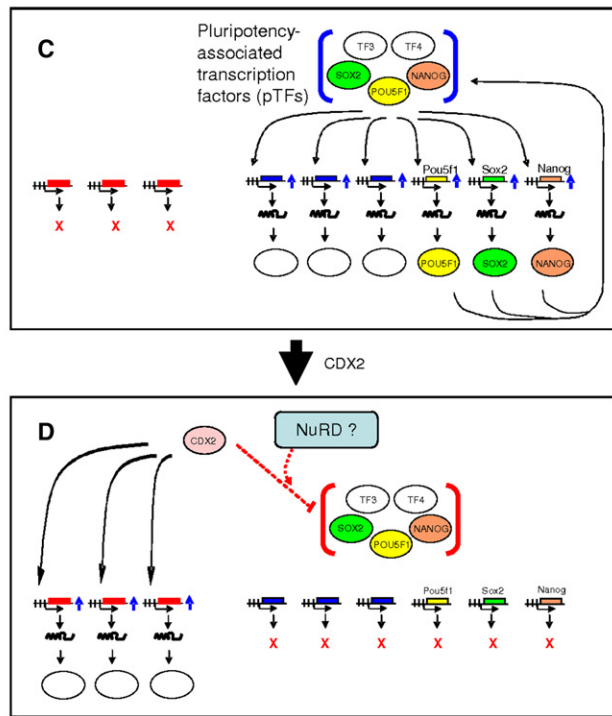 C
Pluripotency-
associated
transcription
factors (pTFs)
TF3 TF4
SOX2 NANOG
POU5F1
Pou5f1 Sox2 Nanog
X X X
POU5F1 SOX2 NANOG
CDX2
D
CDX2
NuRD ?
TF3 TF4
SOX2 NANOG
POU5F1
Pou5f1 Sox2 Nanog
X X X X X X